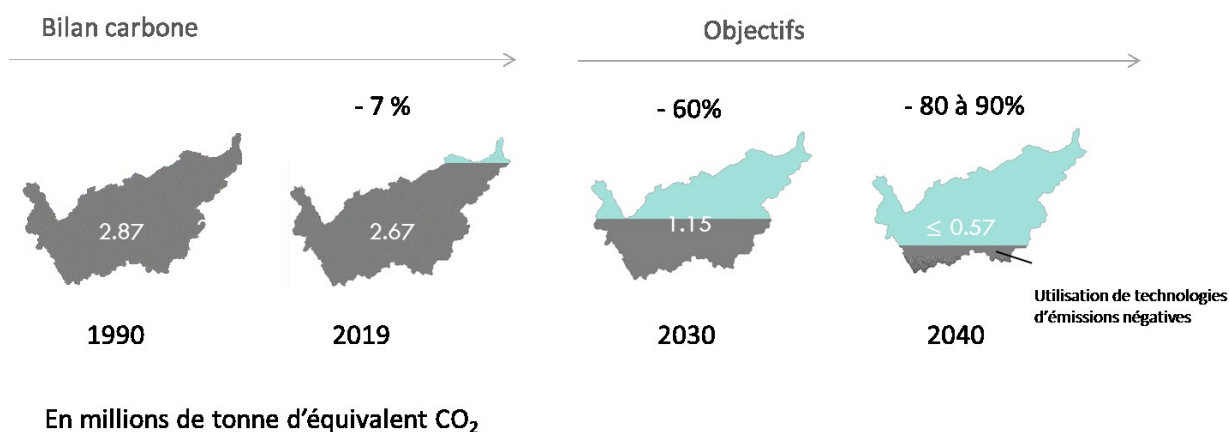 Bilan carbone
Objectifs
- 7 %
- 60%
- 80 à 90%
2.87
2.67
1.15
≤ 0.57
Utilisation de technologies
d'émissions négatives
1990
2019
2030
2040
En millions de tonne d'équivalent CO₂